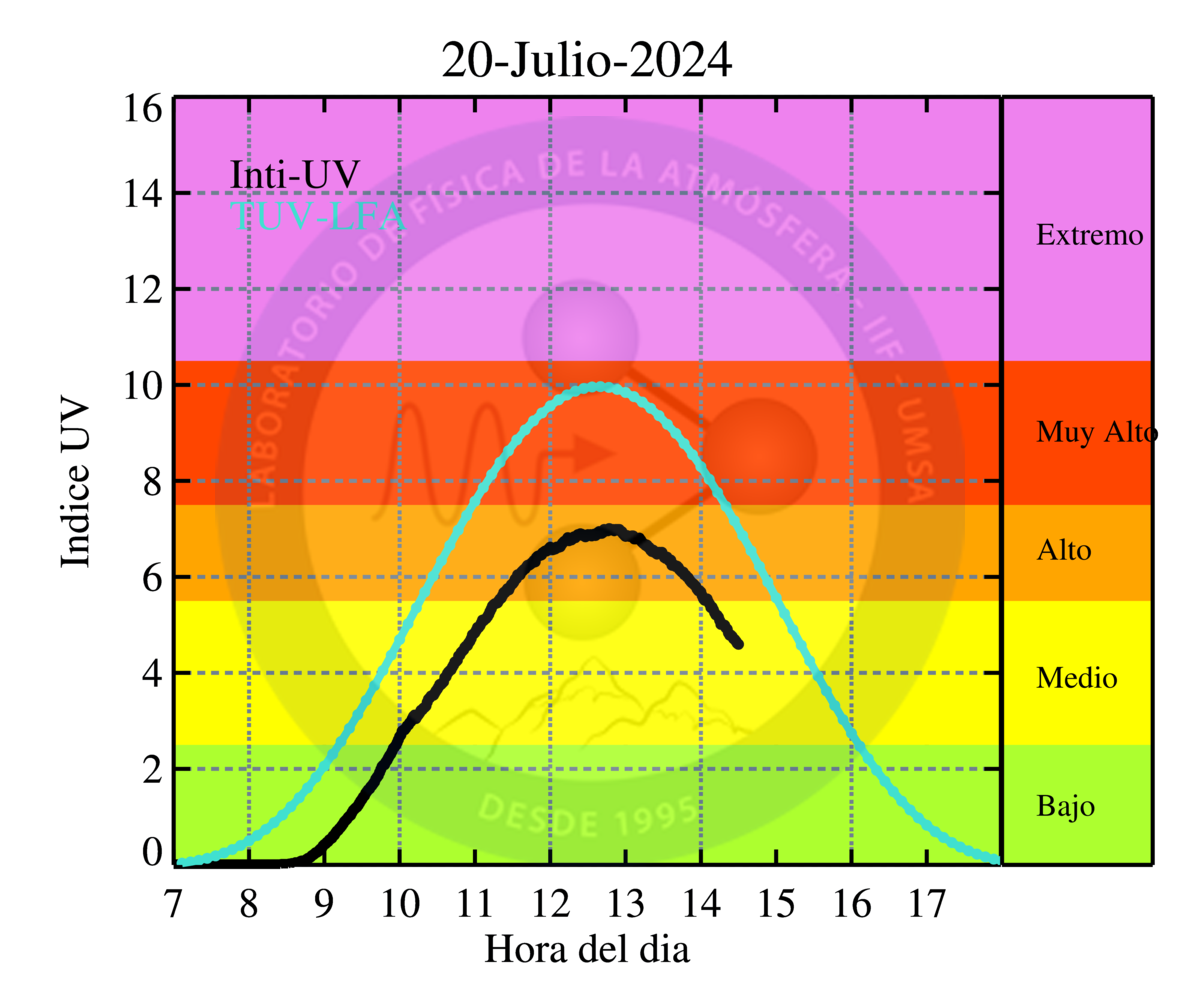 20-Julio-2024
Indice UV
16
14
12
10
8
6
4
2
0
Inti-UV
TUV-LFA
LABORATORIO DE FÍSICA DE LA ATMÓSFERA - IIF - UMSA
DESDE 1995
Extremo
Muy Alto
Alto
Medio
Bajo
7 8 9 10 11 12 13 14 15 16 17
Hora del dia